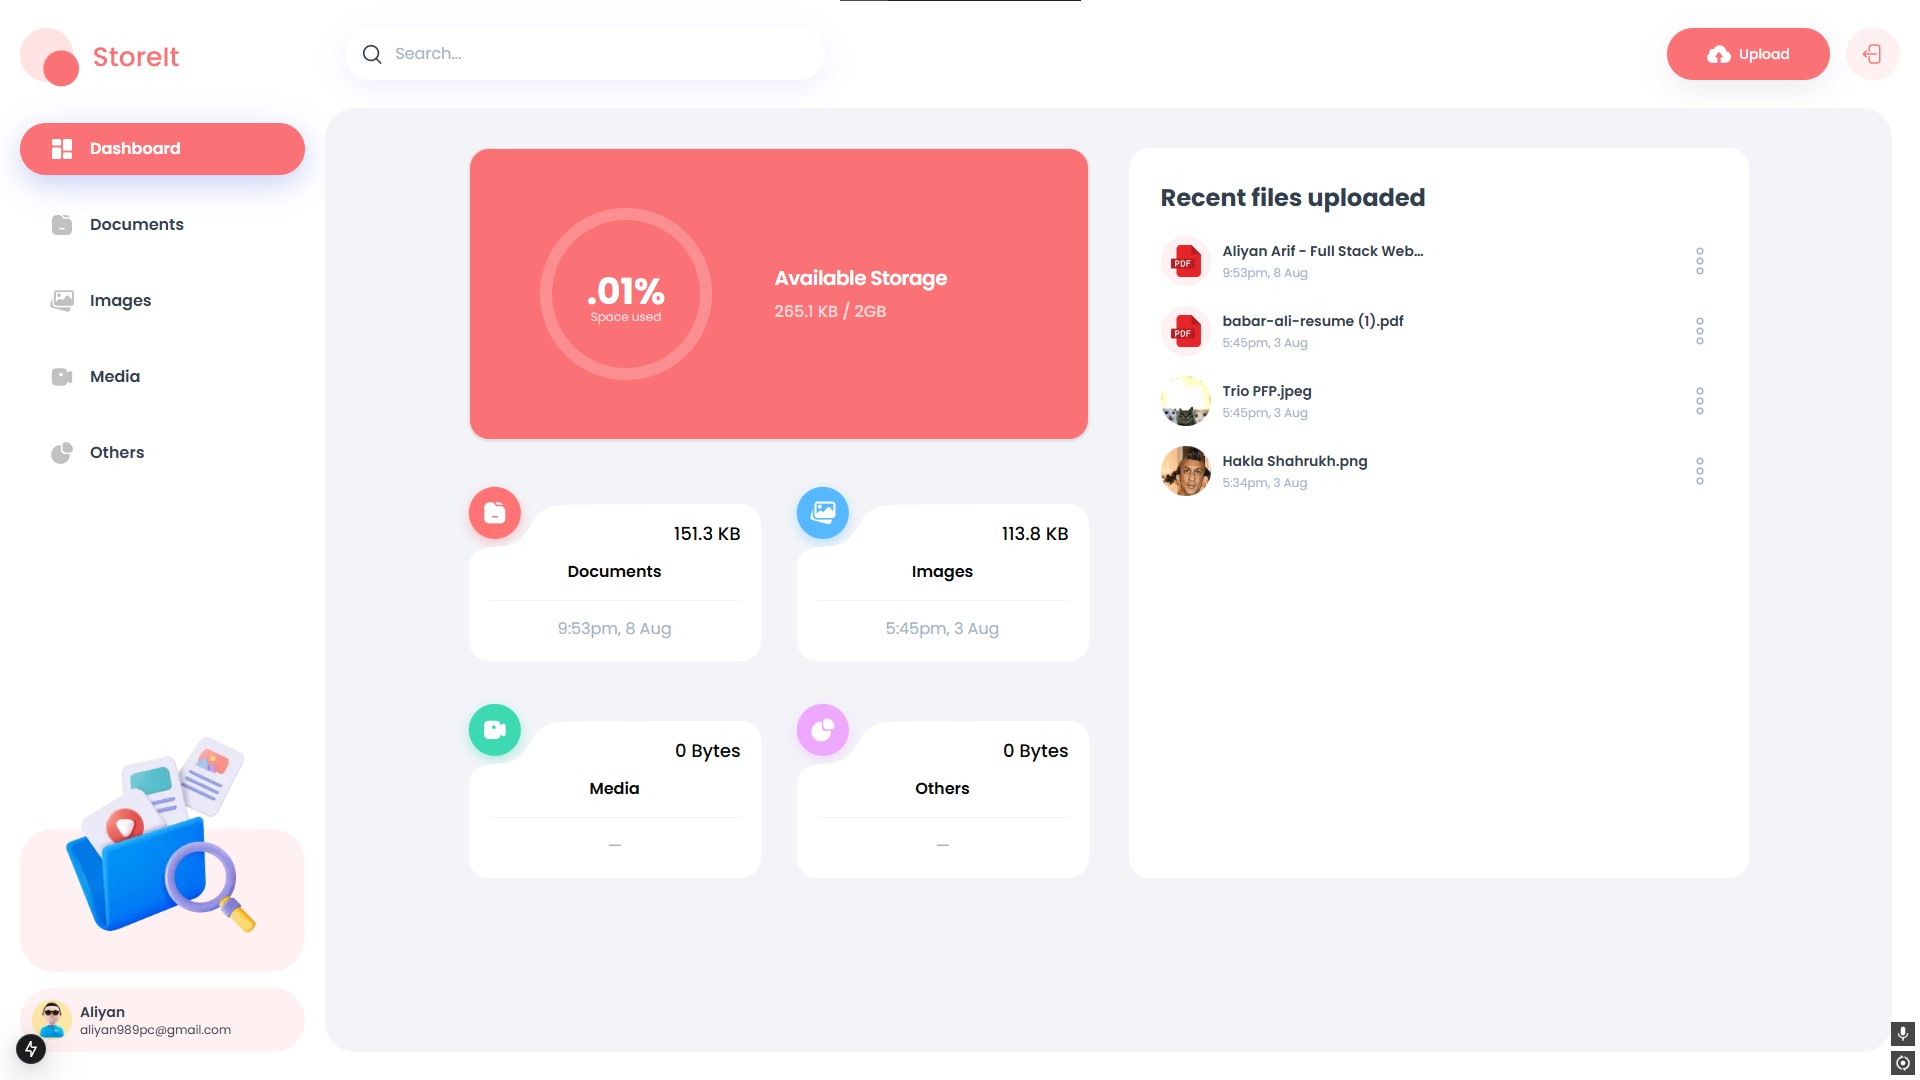 StoreIt
Search...
Upload
Dashboard
Documents
Images
Media
Others
Aliyan
aliyan989pc@gmail.com
.01%
Space used
Available Storage
265.1 KB / 2GB
151.3 KB
Documents
9:53pm, 8 Aug
113.8 KB
Images
5:45pm, 3 Aug
0 Bytes
Media
—
0 Bytes
Others
—
Recent files uploaded
PDF
Aliyan Arif - Full Stack Web...
9:53pm, 8 Aug
PDF
babar-ali-resume (1).pdf
5:45pm, 3 Aug
Trio PFP.jpeg
5:45pm, 3 Aug
Hakla Shahrukh.png
5:34pm, 3 Aug